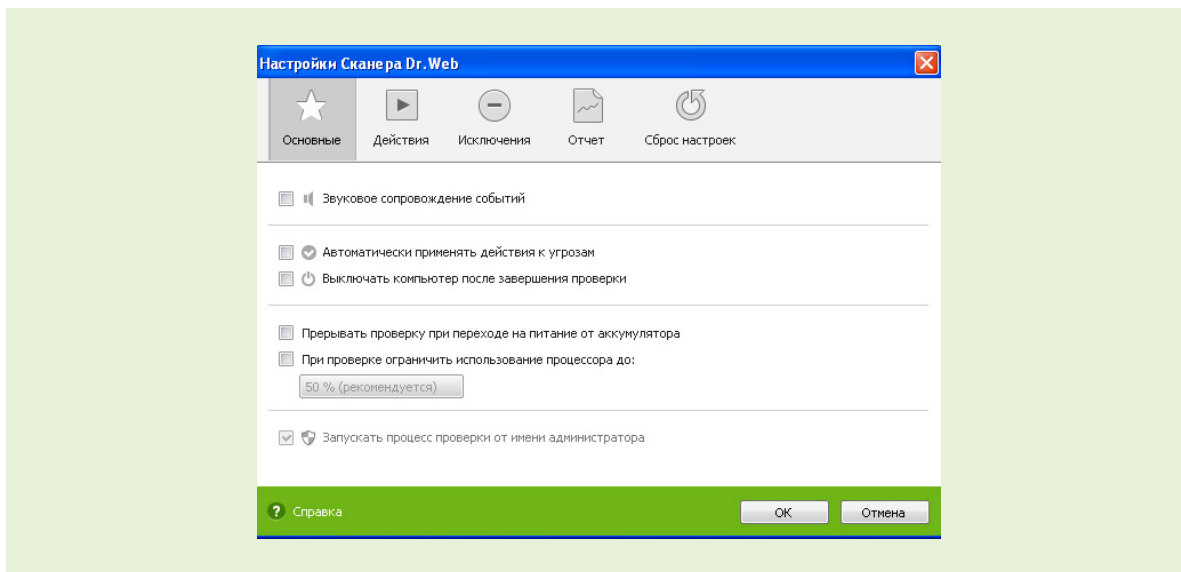 Настройки Сканера Dr.Web
Основные
Действия
Исключения
Отчет
Сброс настроек
Звуковое сопровождение событий
Автоматически применять действия к угрозам
Выключать компьютер после завершения проверки
Прерывать проверку при переходе на питание от аккумулятора
При проверке ограничить использование процессора до:
50 % (рекомендуется)
Запускать процесс проверки от имени администратора
? Справка
OK
Отмена